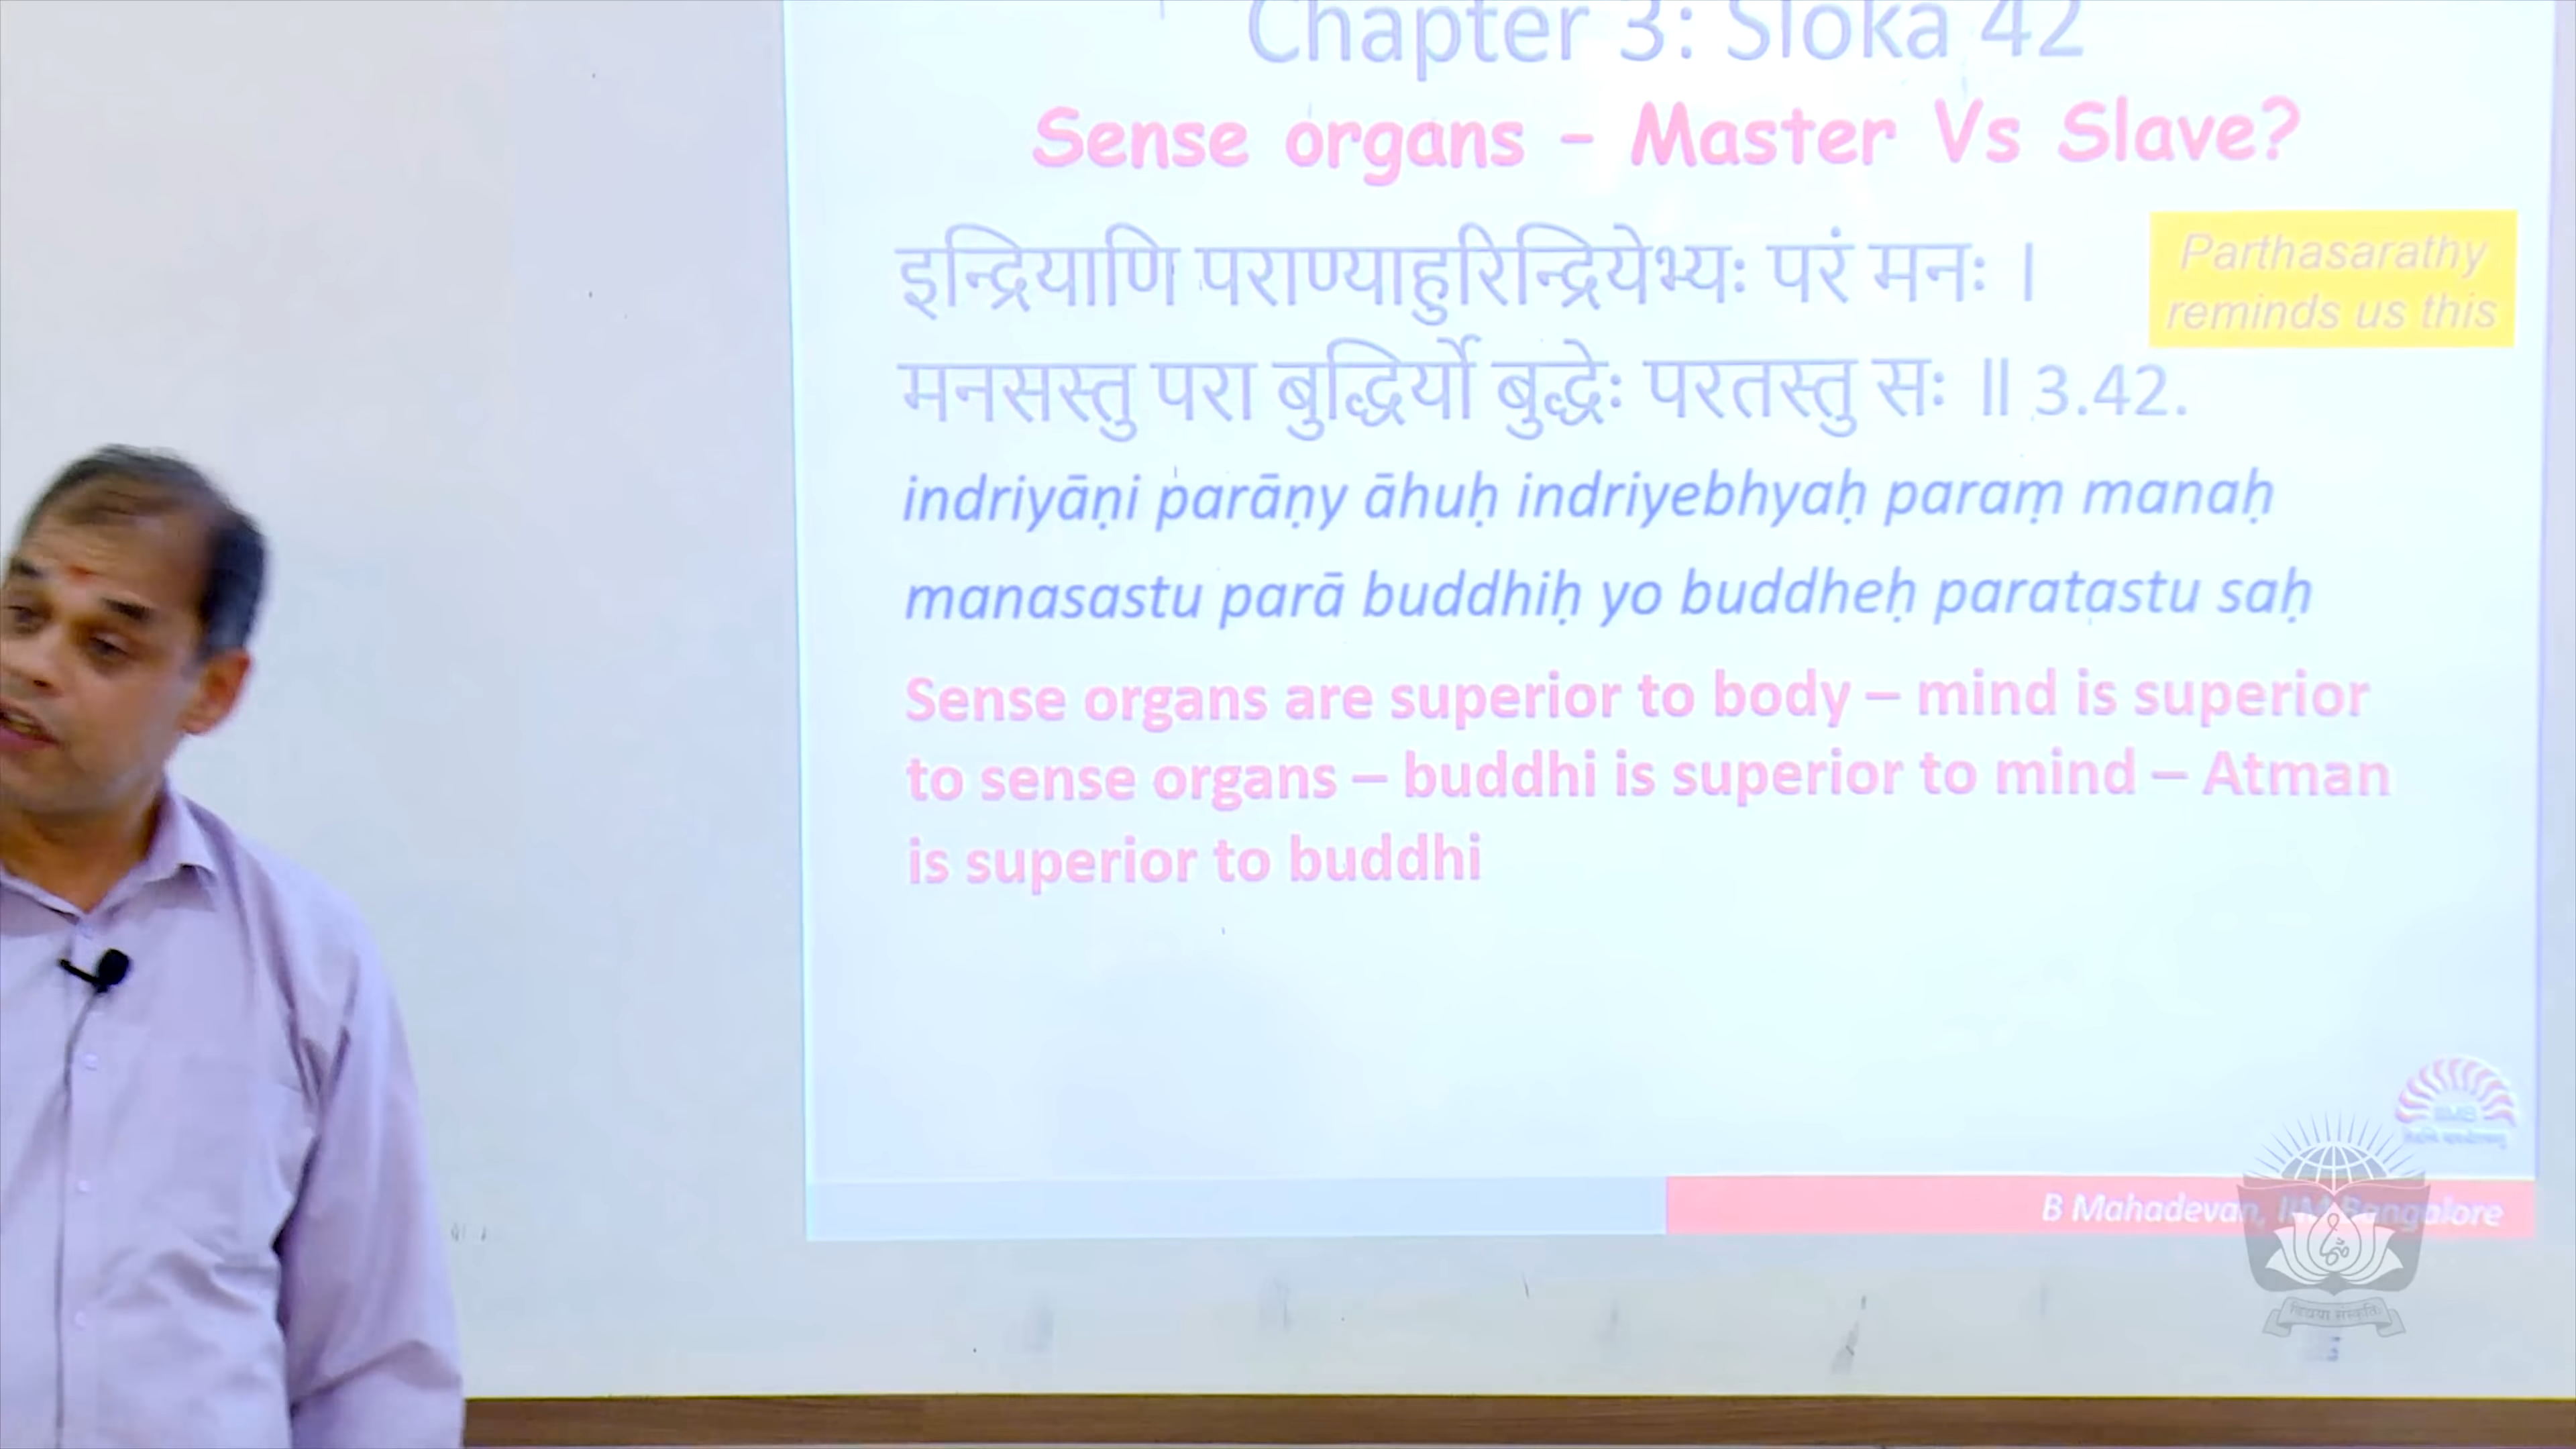 Chapter 3: Sloka 42
Sense organs – Master Vs Slave?
इन्द्रियाणि पराण्याहुरिन्द्रियेभ्यः परं मनः ।
Parthasarathy
reminds us this
मनसस्तु परा बुद्धिर्यो बुद्धेः परतस्तु सः ॥ 3.42.
indriyāṇi parāṇy āhuḥ indriyebhyaḥ paraṃ manaḥ
manasastu parā buddhiḥ yo buddheḥ paratastu saḥ
Sense organs are superior to body – mind is superior
to sense organs – buddhi is superior to mind – Atman
is superior to buddhi
IIMB
B Mahadevan, IIM Bangalore